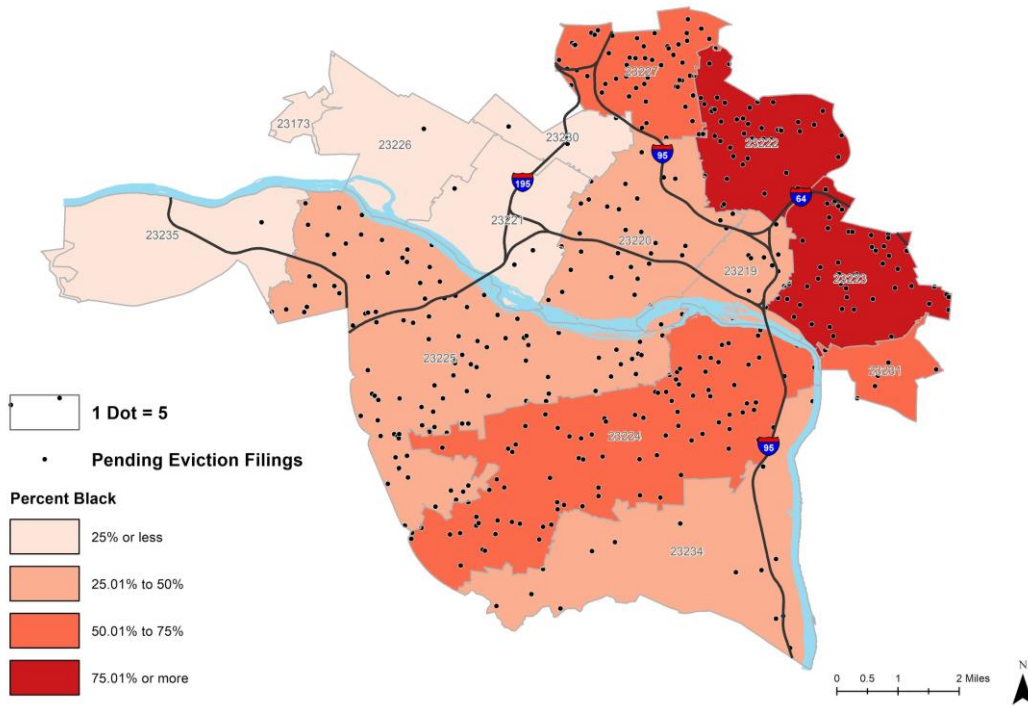 23227
23173
23226
23230
23222
95
195
64
23235
23221
23220
23219
23223
23225
23231
1 Dot = 5
23224
95
Pending Eviction Filings
Percent Black
25% or less
23234
25.01% to 50%
50.01% to 75%
75.01% or more
N
0 0.5 1 2 Miles